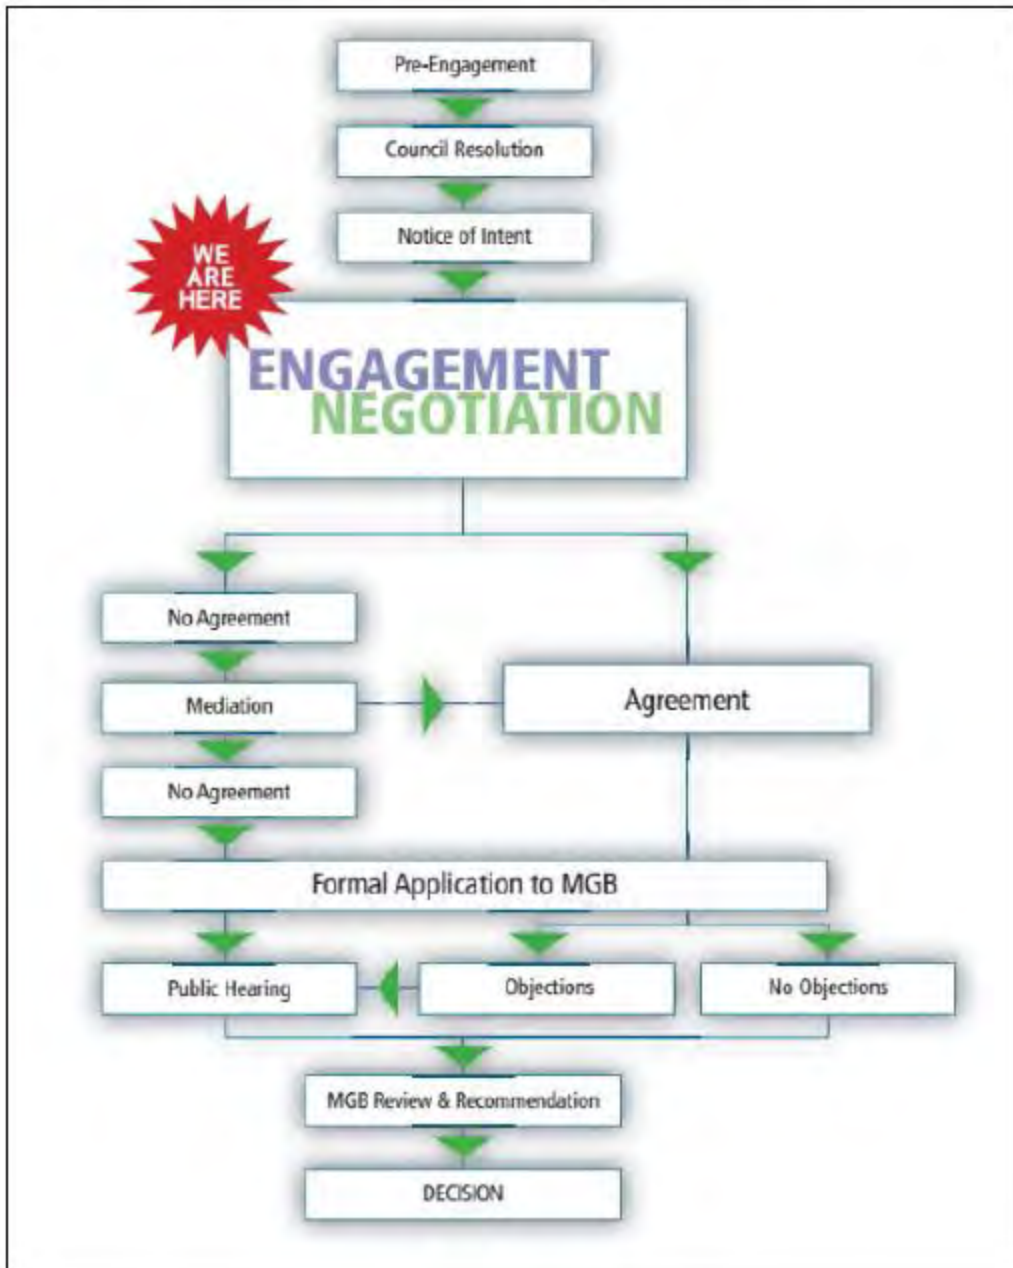 Pre-Engagement
Council Resolution
Notice of Intent
WE
ARE
HERE
ENGAGEMENT
NEGOTIATION
No Agreement
Mediation
Agreement
No Agreement
Formal Application to MGB
Public Hearing
Objections
No Objections
MGB Review & Recommendation
DECISION